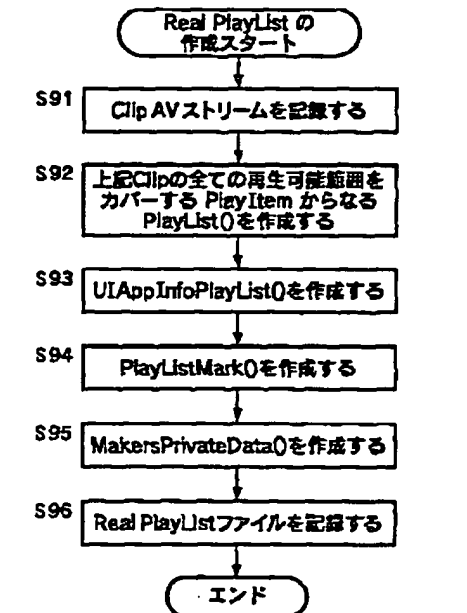 Real PlayList の
作成スタート
S91
Clip AVストリームを記録する
S92
上記Clipの全ての再生可能範囲を
カバーする PlayItem からなる
PlayList()を作成する
S93
UIAppInfoPlayList()を作成する
S94
PlayListMark()を作成する
S95
MakersPrivateData()を作成する
S96
Real PlayListファイルを記録する
エンド